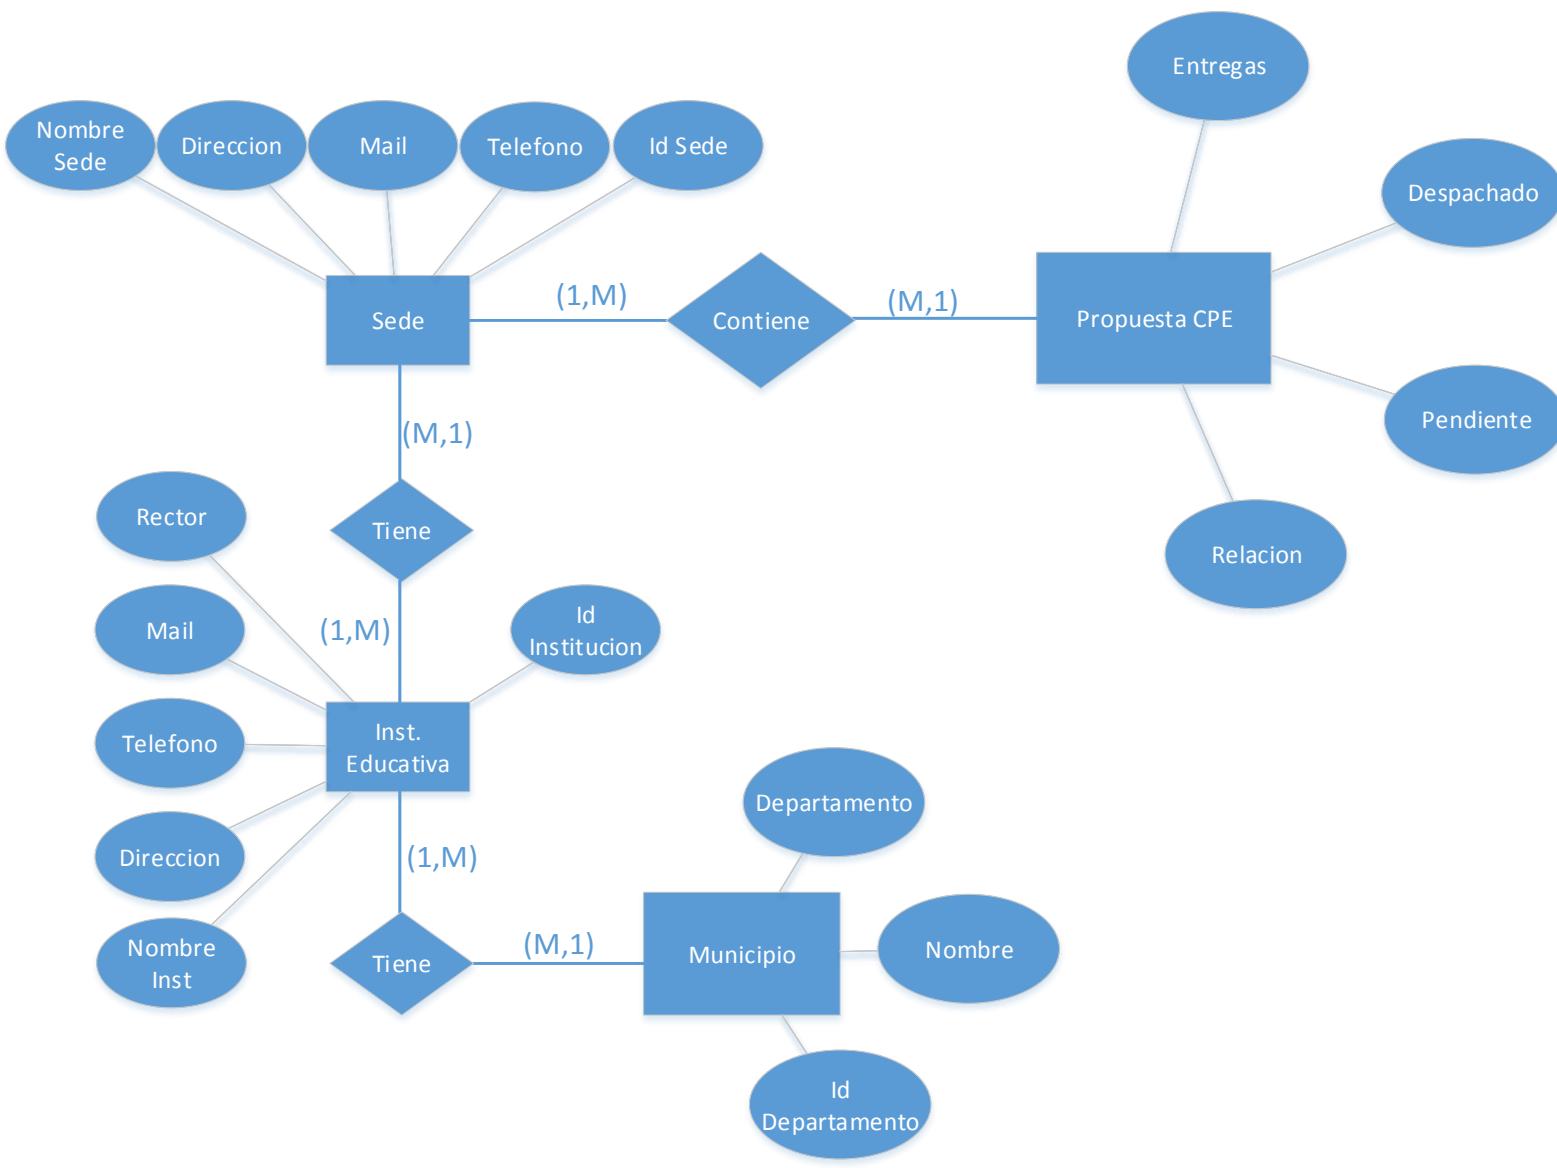 Entregas
Nombre
Sede
Direccion
Mail
Telefono
Id Sede
Despachado
(1,M)
(M,1)
Sede
Contiene
Propuesta CPE
(M,1)
Pendiente
Rector
Tiene
Relacion
Mail
(1,M)
Id
Institucion
Telefono
Inst.
Educativa
Departamento
Direccion
(1,M)
Nombre
Inst
Tiene
(M,1)
Municipio
Nombre
Id
Departamento